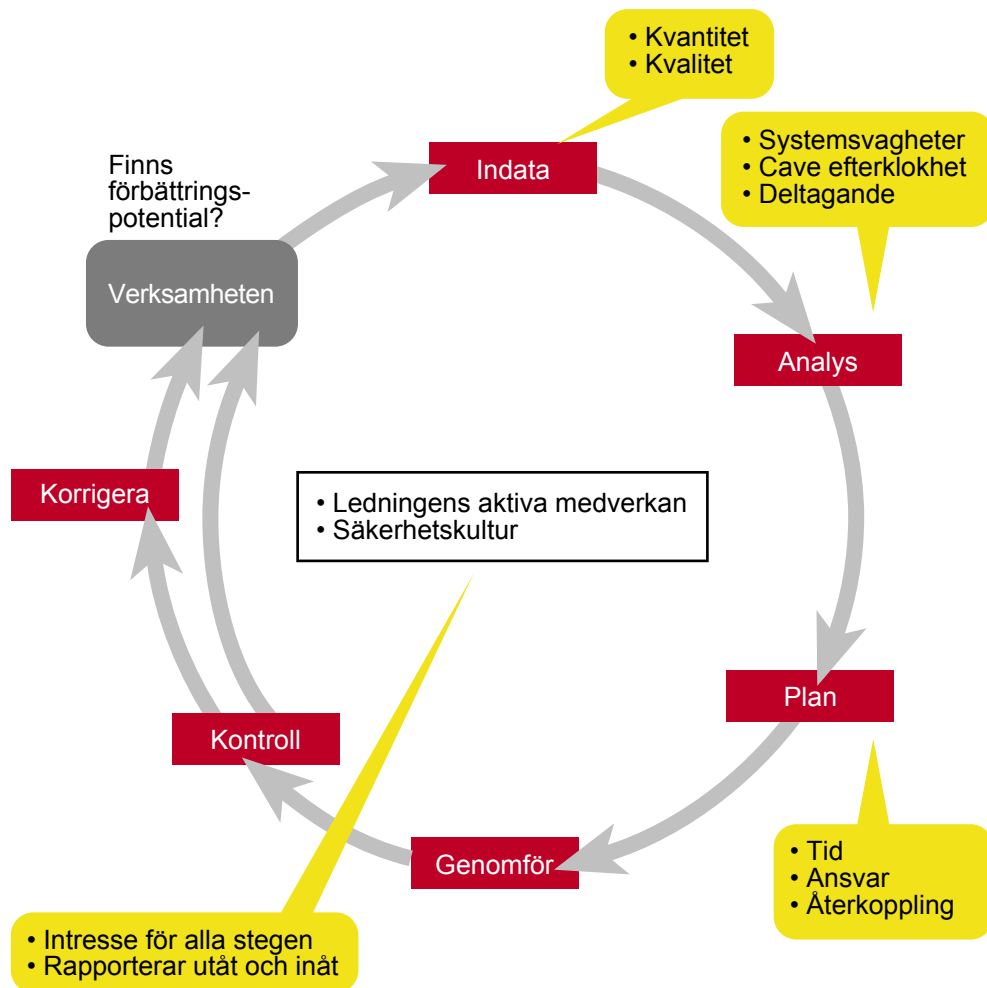 • Kvantitet
• Kvalitet
Indata
• Systemsvagheter
• Cave efterklokhet
• Deltagande
Finns
förbättrings-
potential?
Verksamheten
Analys
Korrigera
• Ledningens aktiva medverkan
• Säkerhetskultur
Plan
Kontroll
Genomför
• Tid
• Ansvar
• Återkoppling
• Intresse för alla stegen
• Rapporterar utåt och inåt